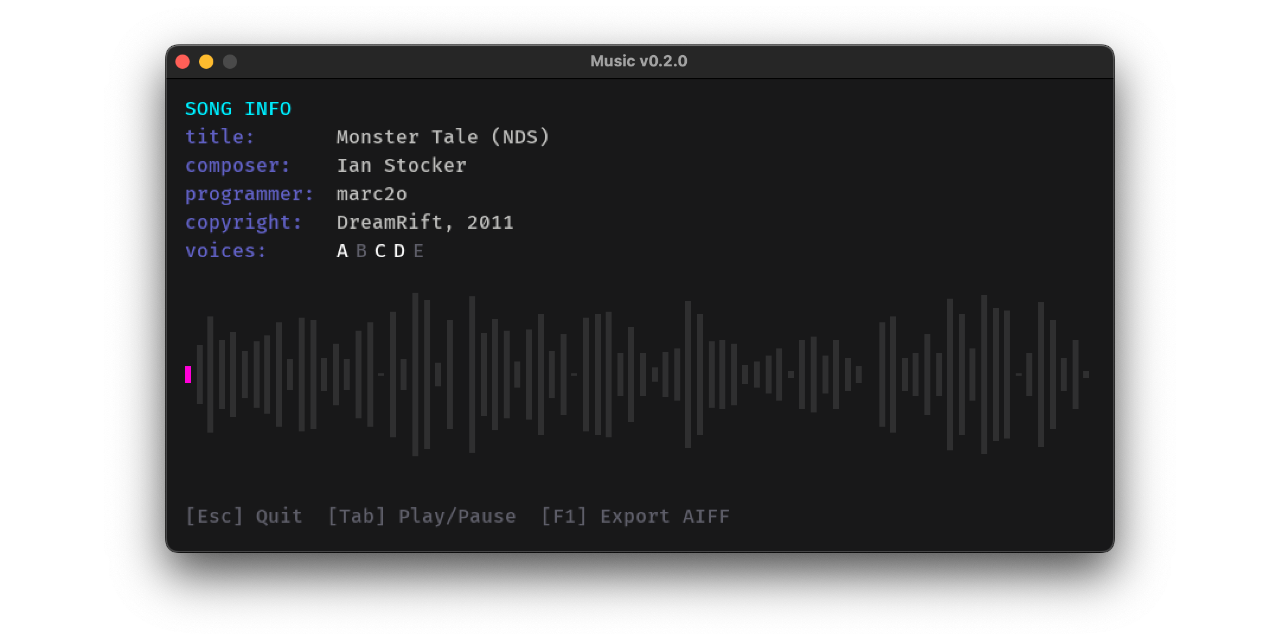 Music v0.2.0
SONG INFO
title: Monster Tale (NDS)
composer: Ian Stocker
programmer: marc2o
copyright: DreamRift, 2011
voices: A B C D E
[Esc] Quit [Tab] Play/Pause [F1] Export AIFF